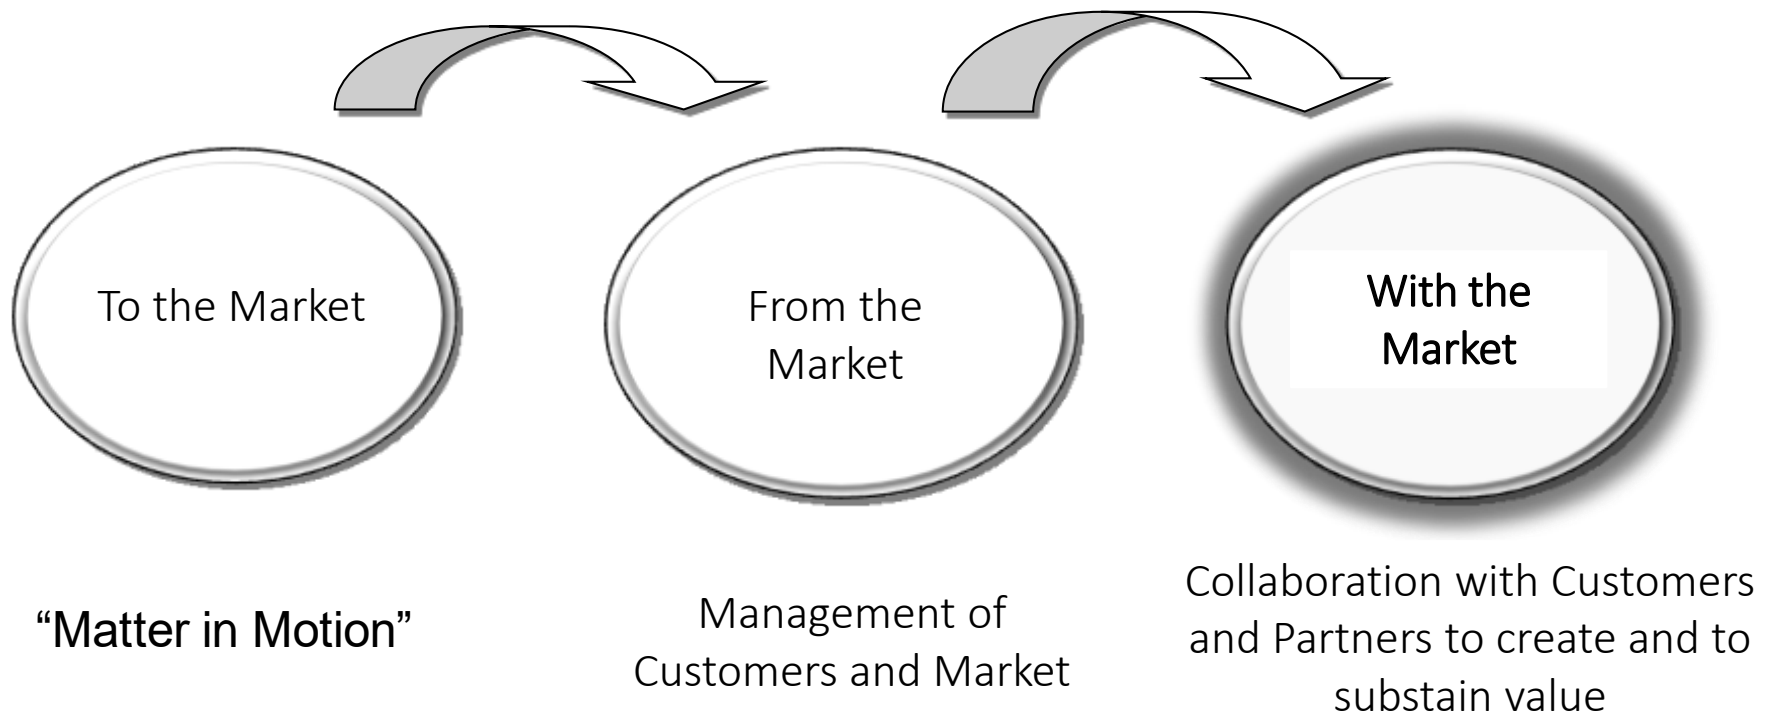 To the Market
From the
Market
With the
Market
“Matter in Motion”
Management of
Customers and Market
Collaboration with Customers
and Partners to create and to
substain value